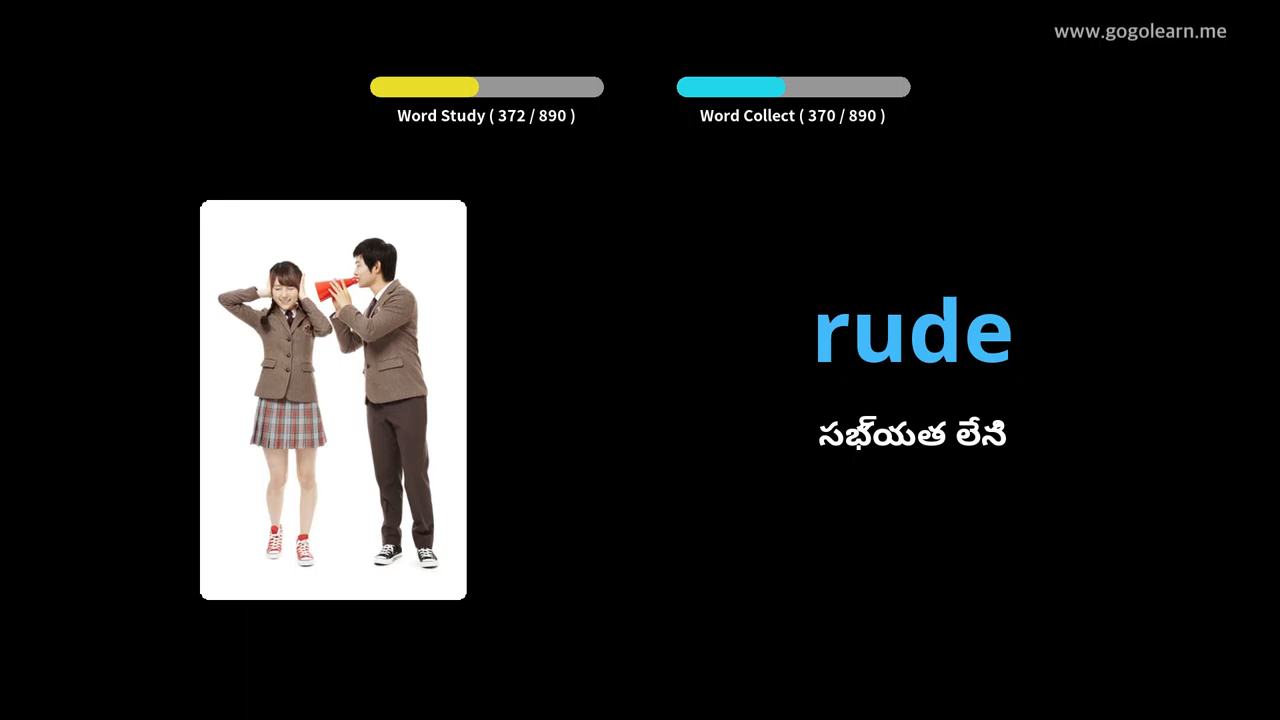 www.gogolearn.me
Word Study ( 372 / 890 )
Word Collect ( 370 / 890 )
rude
సభ్యత లేని